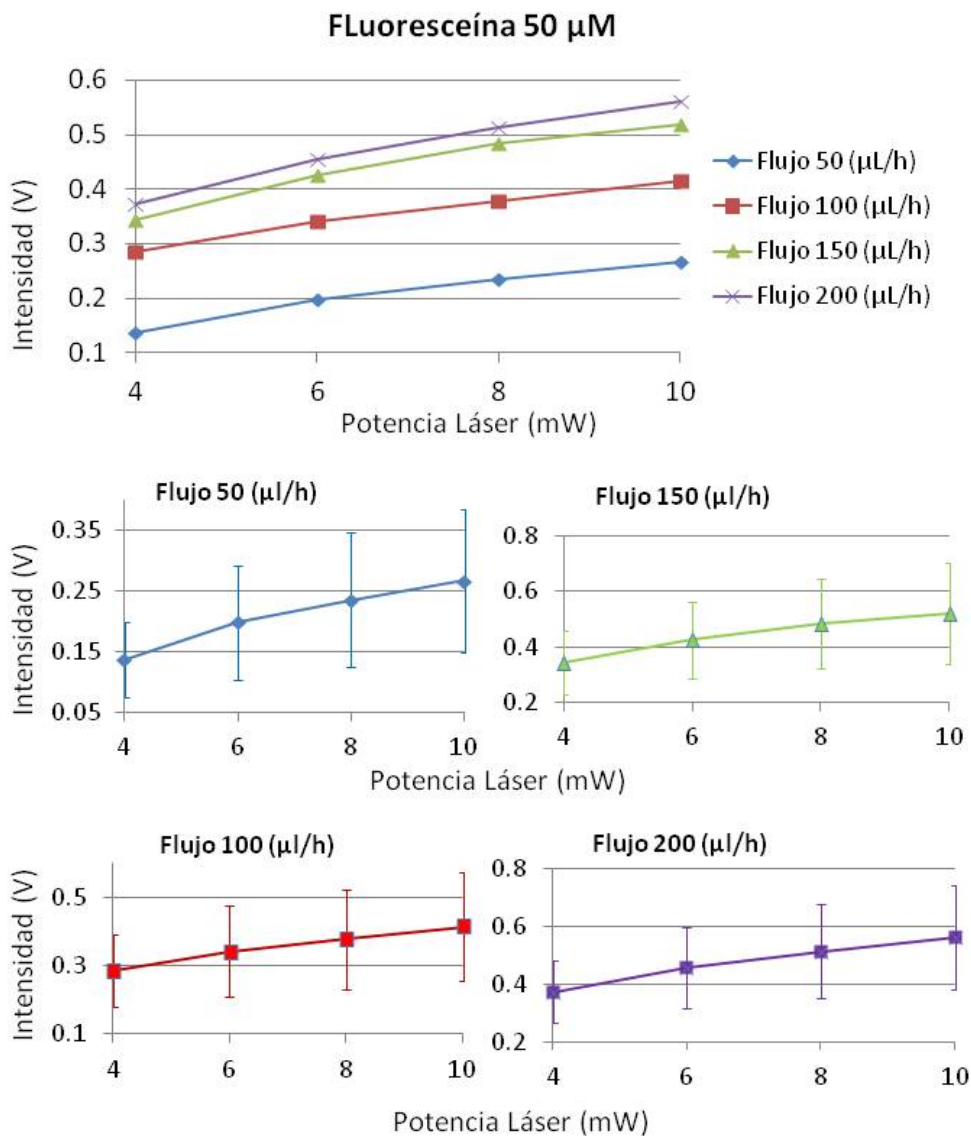 FLuoresceína 50 µM
Intensidad (V)
0.6
0.5
0.4
0.3
0.2
0.1
4 6 8 10
Potencia Láser (mW)
Flujo 50 (µL/h)
Flujo 100 (µL/h)
Flujo 150 (µL/h)
Flujo 200 (µL/h)
Flujo 50 (µl/h)
Intensidad (V)
0.35
0.25
0.15
0.05
4 6 8 10
Flujo 150 (µl/h)
0.8
0.6
0.4
0.2
4 6 8 10
Potencia Láser (mW)
Flujo 100 (µl/h)
Intensidad (V)
0.5
0.3
0.1
4 6 8 10
Flujo 200 (µl/h)
0.8
0.6
0.4
0.2
4 6 8 10
Potencia Láser (mW)